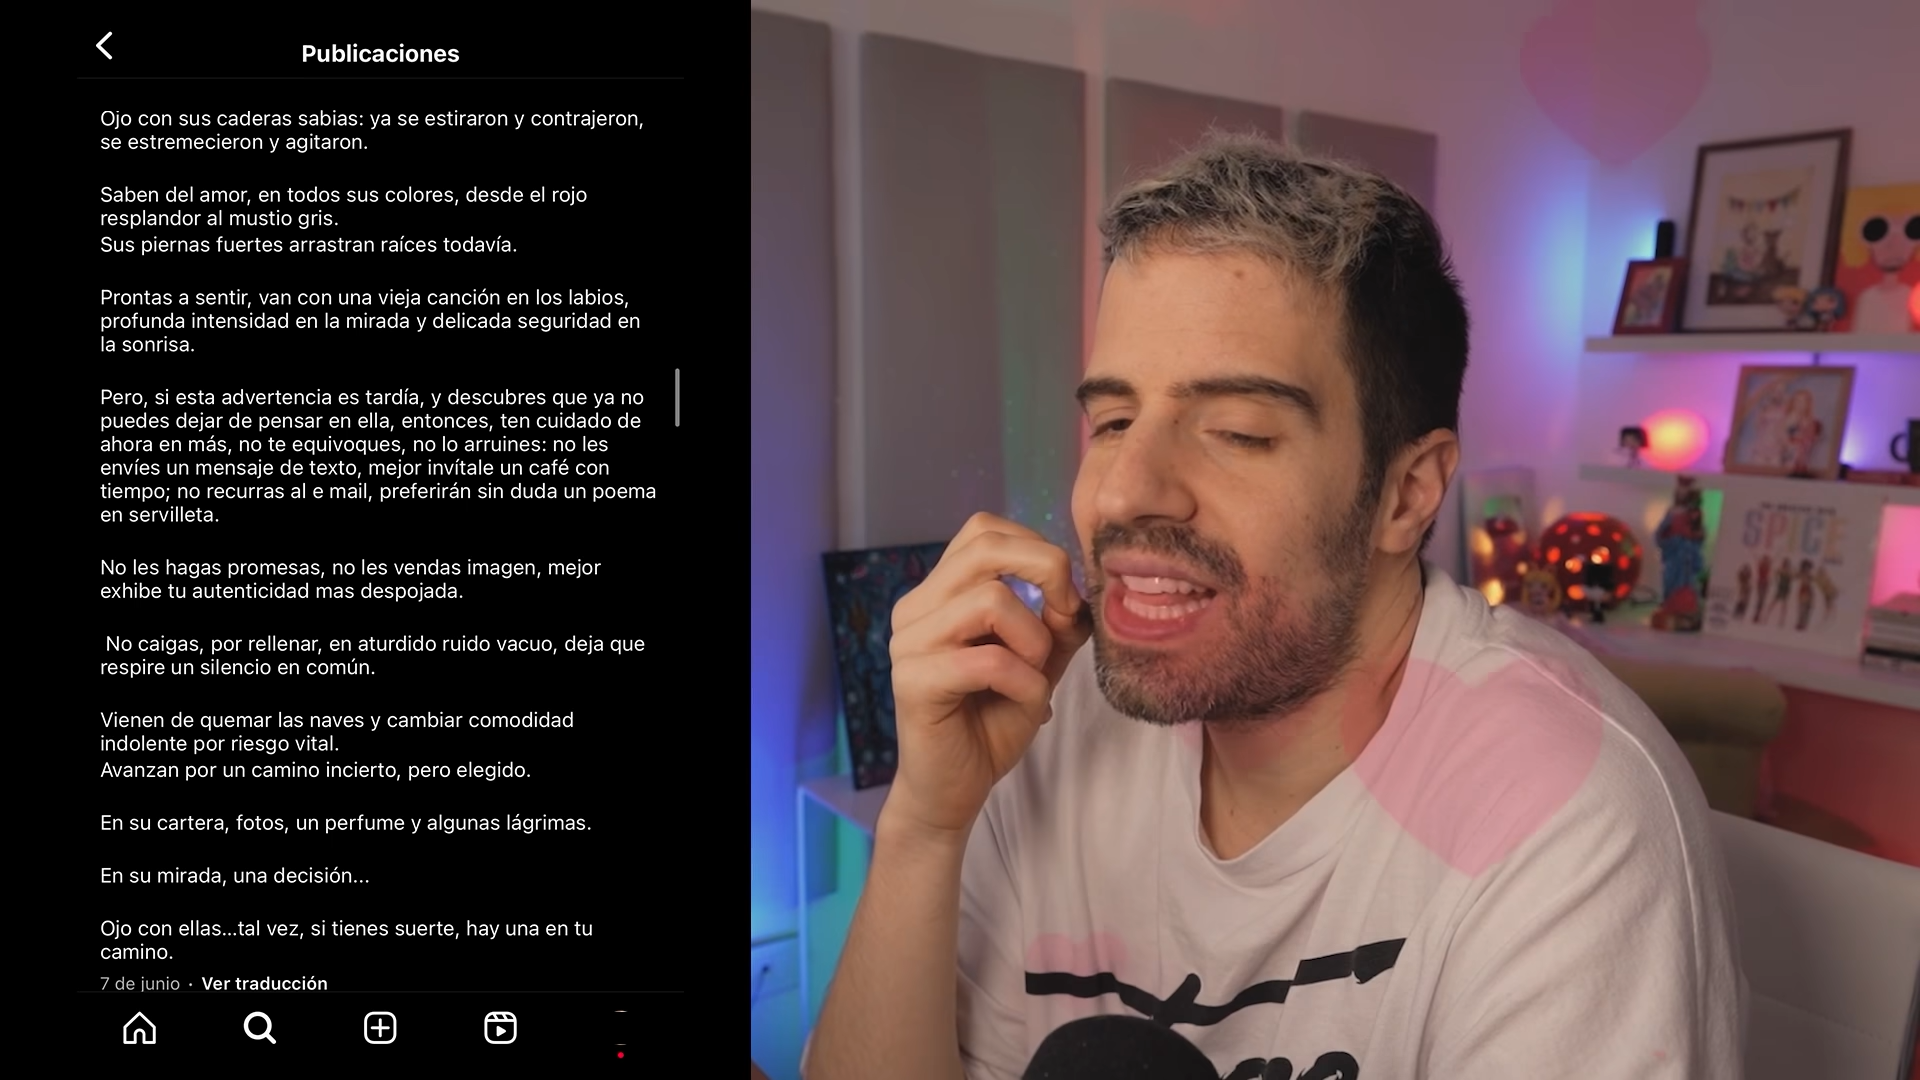 Publicaciones
Ojo con sus caderas sabias: ya se estiraron y contrajeron,
se estremecieron y agitaron.
Saben del amor, en todos sus colores, desde el rojo
resplandor al mustio gris.
Sus piernas fuertes arrastran raíces todavía.
Prontas a sentir, van con una vieja canción en los labios,
profunda intensidad en la mirada y delicada seguridad en
la sonrisa.
Pero, si esta advertencia es tardía, y descubres que ya no
puedes dejar de pensar en ella, entonces, ten cuidado de
ahora en más, no te equivoques, no lo arruines: no les
envíes un mensaje de texto, mejor invítale un café con
tiempo; no recurras al e mail, preferirán sin duda un poema
en servilleta.
No les hagas promesas, no les vendas imagen, mejor
exhibe tu autenticidad mas despojada.
No caigas, por rellenar, en aturdido ruido vacuo, deja que
respire un silencio en común.
Vienen de quemar las naves y cambiar comodidad
indolente por riesgo vital.
Avanzan por un camino incierto, pero elegido.
En su cartera, fotos, un perfume y algunas lágrimas.
En su mirada, una decisión...
Ojo con ellas...tal vez, si tienes suerte, hay una en tu
camino.
7 de junio · Ver traducción
SPICE